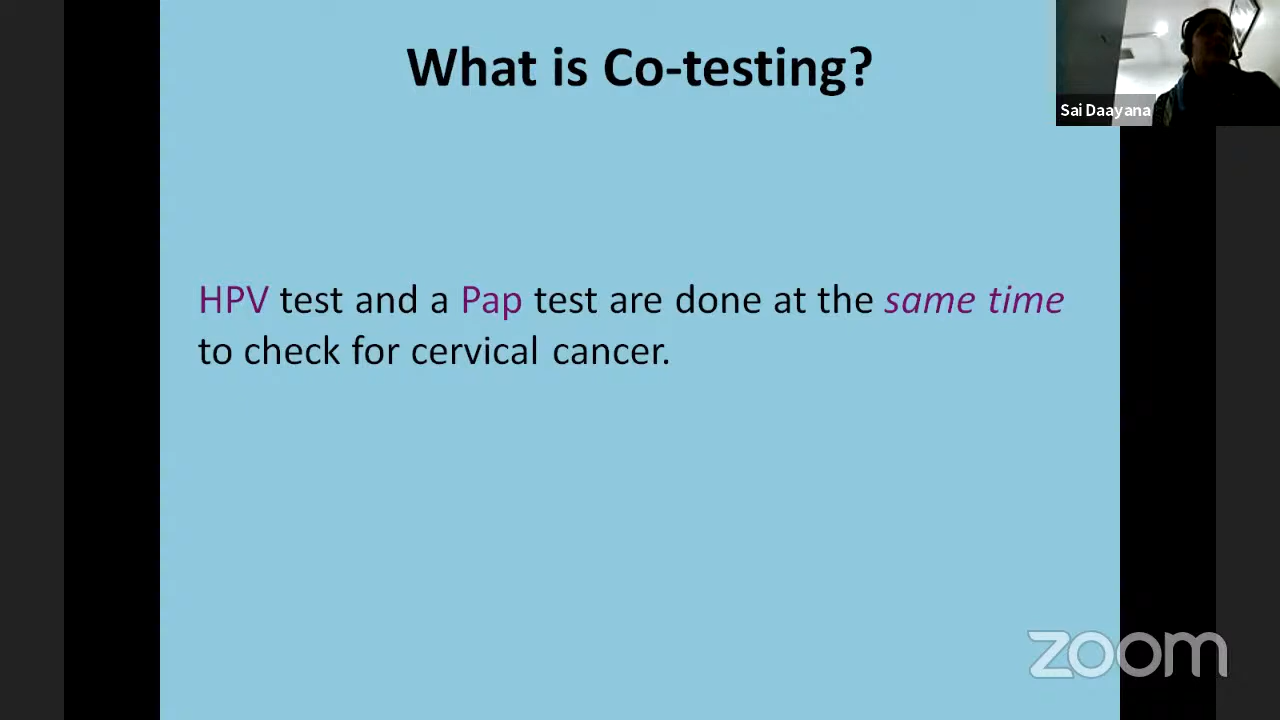 What is Co-testing?
Sai Daayana
HPV test and a Pap test are done at the same time
to check for cervical cancer.
zoom